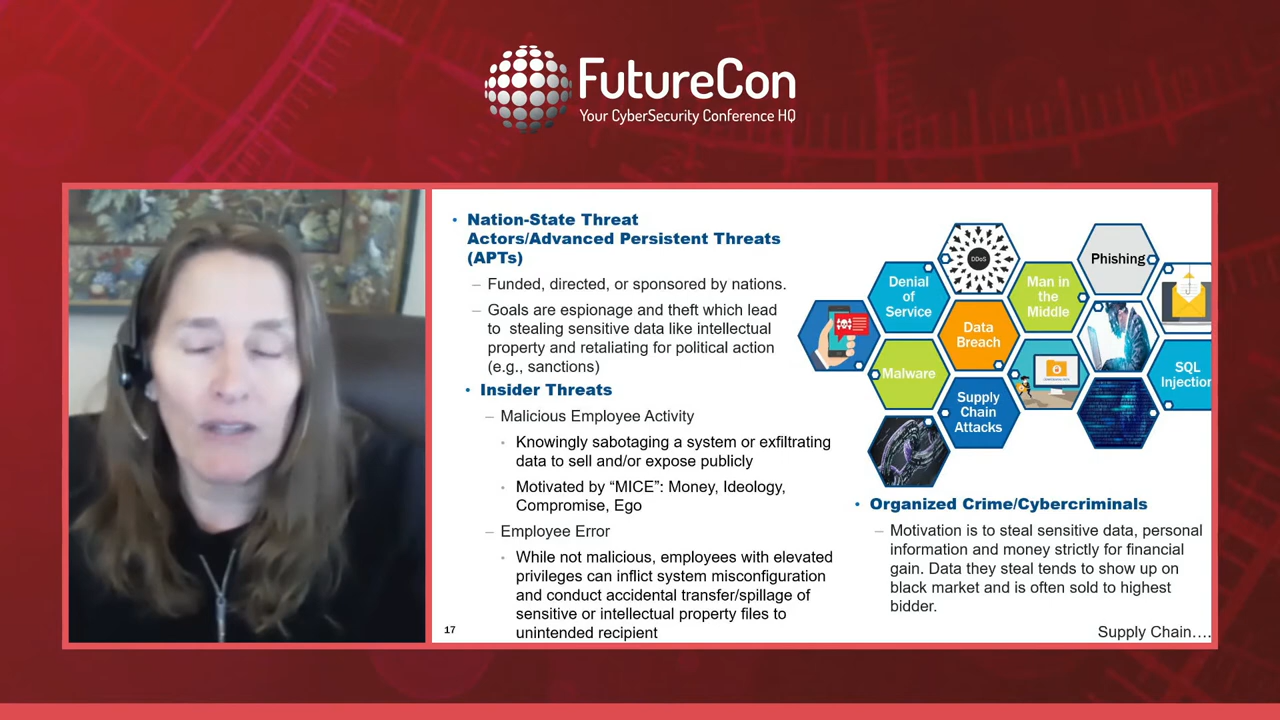 FutureCon
Your CyberSecurity Conference HQ
• Nation-State Threat
Actors/Advanced Persistent Threats
(APTs)
– Funded, directed, or sponsored by nations.
– Goals are espionage and theft which lead
to stealing sensitive data like intellectual
property and retaliating for political action
(e.g., sanctions)
• Insider Threats
– Malicious Employee Activity
• Knowingly sabotaging a system or exfiltrating
data to sell and/or expose publicly
• Motivated by “MICE”: Money, Ideology,
Compromise, Ego
– Employee Error
• While not malicious, employees with elevated
privileges can inflict system misconfiguration
and conduct accidental transfer/spillage of
sensitive or intellectual property files to
unintended recipient
17
DDoS
Phishing
Denial
of
Service
Man in
the
Middle
Data
Breach
Malware
SQL
Injection
Supply
Chain
Attacks
• Organized Crime/Cybercriminals
– Motivation is to steal sensitive data, personal
information and money strictly for financial
gain. Data they steal tends to show up on
black market and is often sold to highest
bidder.
Supply Chain….